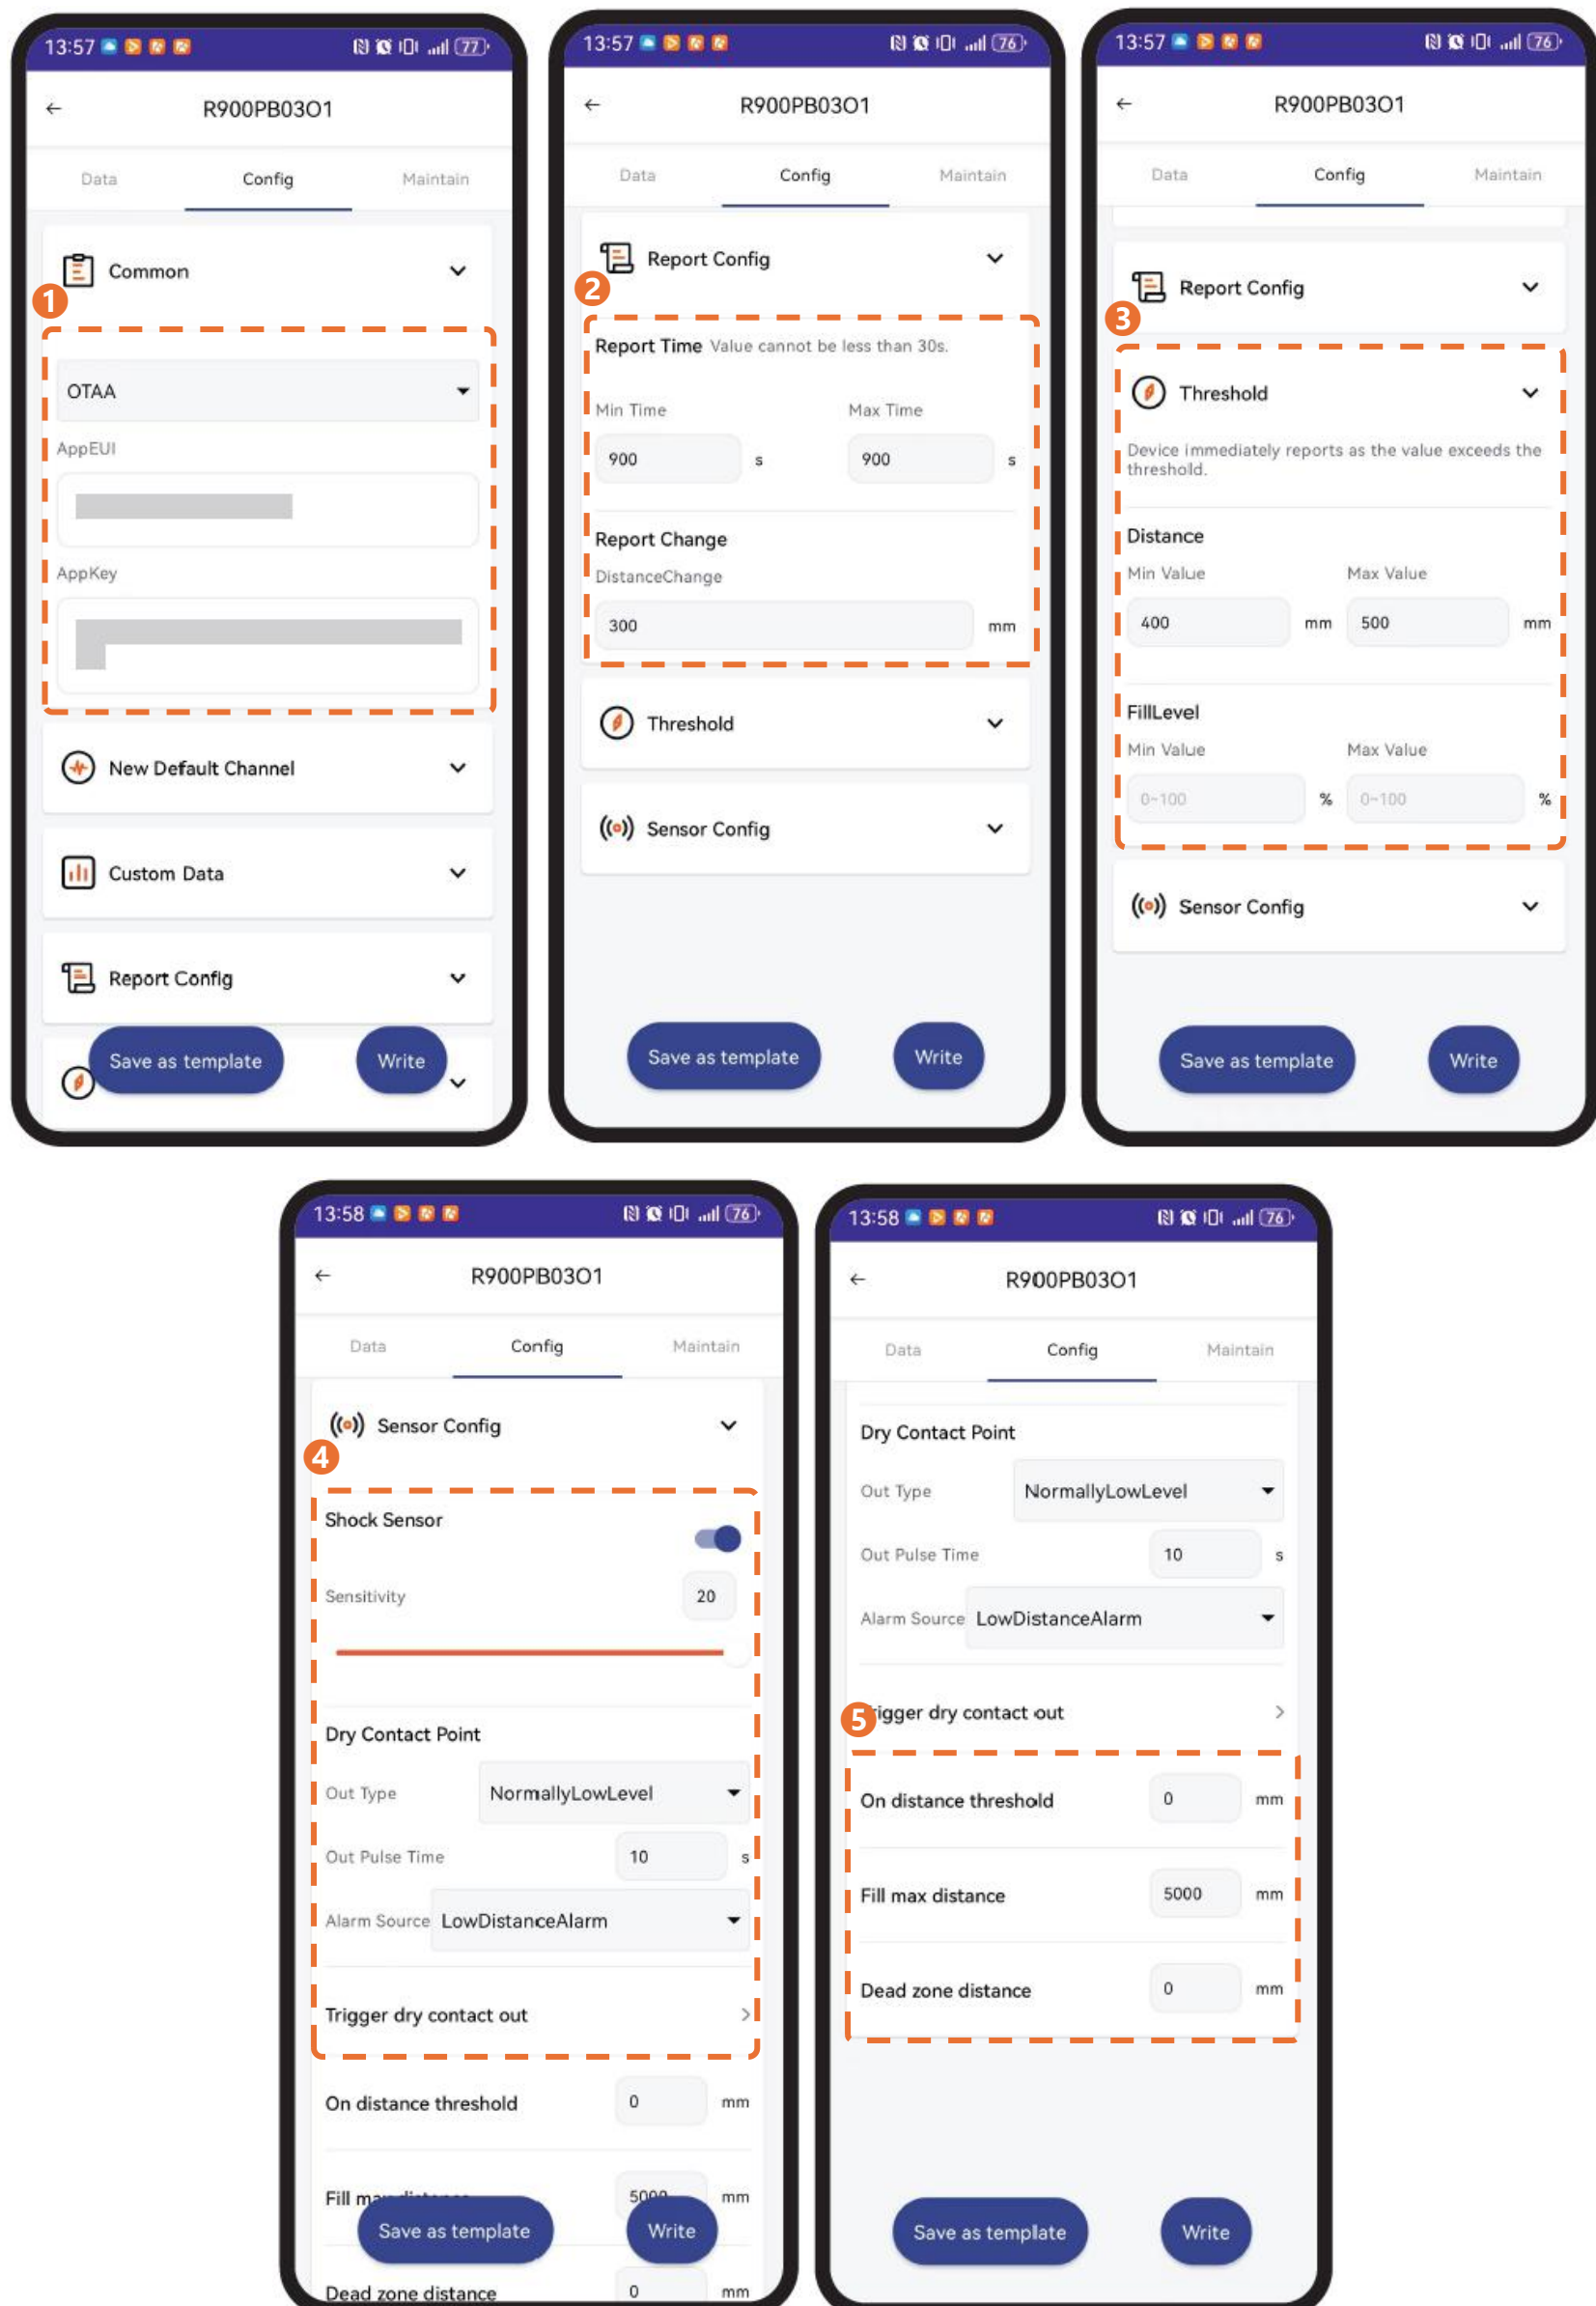 13:57
77
R900PB03O1
Data Config Maintain
Common
1
OTAA
AppEUI
AppKey
New Default Channel
Custom Data
Report Config
Save as template
Write
13:57
76
R900PB03O1
Data Config Maintain
Report Config
2
Report Time Value cannot be less than 30s.
Min Time Max Time
900 s 900 s
Report Change
DistanceChange
300 mm
Threshold
Sensor Config
Save as template
Write
13:57
76
R900PB03O1
Data Config Maintain
Report Config
3
Threshold
Device immediately reports as the value exceeds the
threshold.
Distance
Min Value Max Value
400 mm 500 mm
FillLevel
Min Value Max Value
0~100 % 0~100 %
Sensor Config
Save as template
Write
13:58
76
R900PB03O1
Data Config Maintain
Sensor Config
4
Shock Sensor
Sensitivity 20
Dry Contact Point
Out Type NormallyLowLevel
Out Pulse Time 10 s
Alarm Source LowDistanceAlarm
Trigger dry contact out
On distance threshold 0 mm
Fill max distance 5000 mm
Save as template
Write
Dead zone distance 0 mm
13:58
76
R900PB03O1
Data Config Maintain
Dry Contact Point
Out Type NormallyLowLevel
Out Pulse Time 10 s
Alarm Source LowDistanceAlarm
5
Trigger dry contact out
On distance threshold 0 mm
Fill max distance 5000 mm
Dead zone distance 0 mm
Save as template
Write